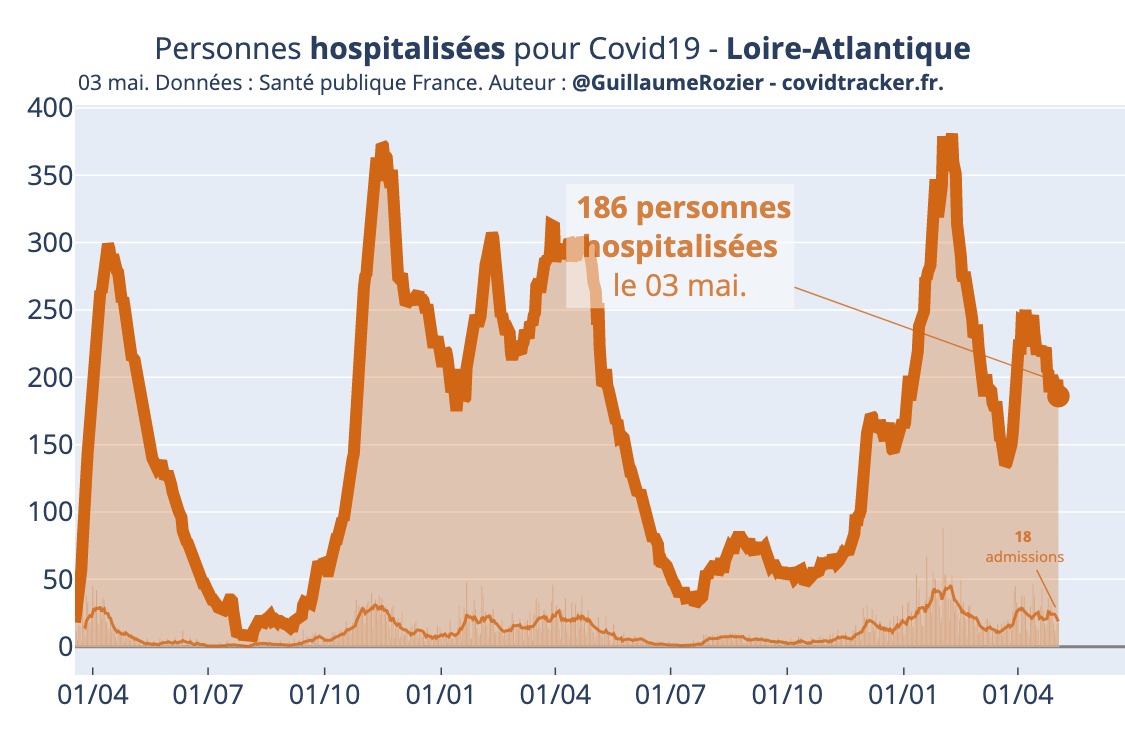 Personnes hospitalisées pour Covid19 - Loire-Atlantique
03 mai. Données : Santé publique France. Auteur : @GuillaumeRozier - covidtracker.fr.
400
350
300
250
200
150
100
50
0
186 personnes
hospitalisées
le 03 mai.
18
admissions
01/04 01/07 01/10 01/01 01/04 01/07 01/10 01/01 01/04